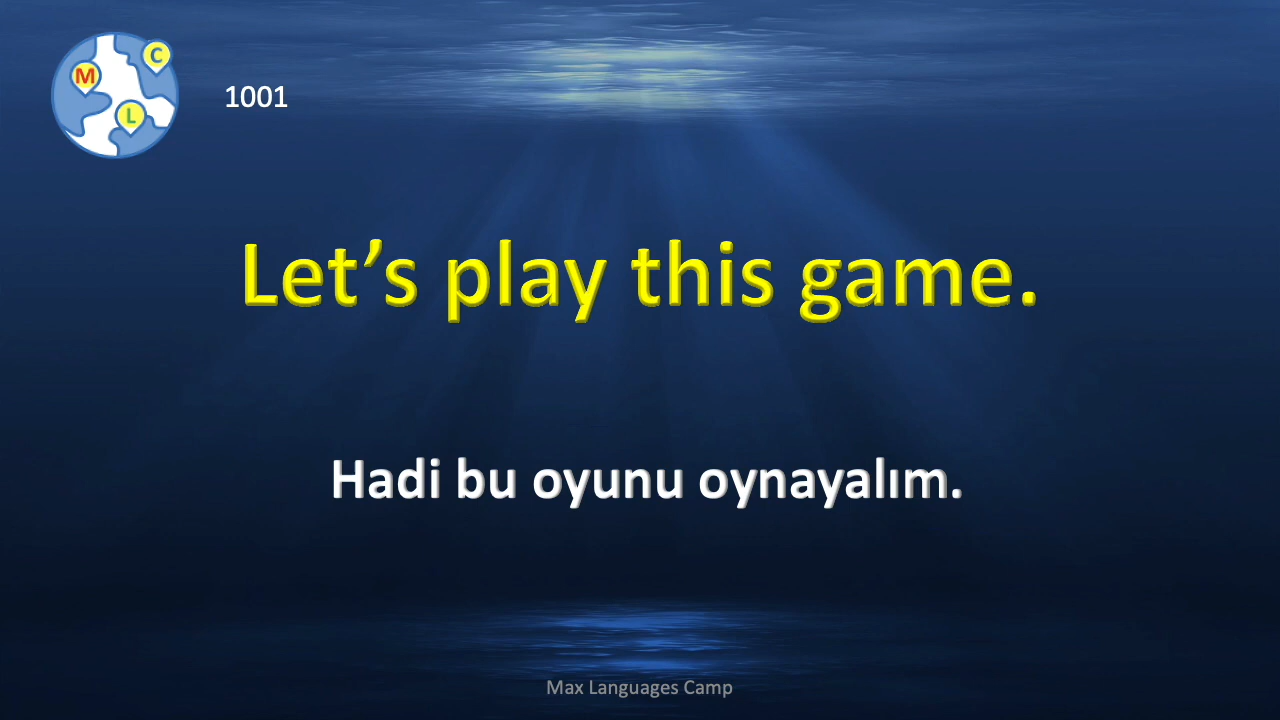 C
M
L
1001
Let’s play this game.
Hadi bu oyunu oynayalım.
Max Languages Camp